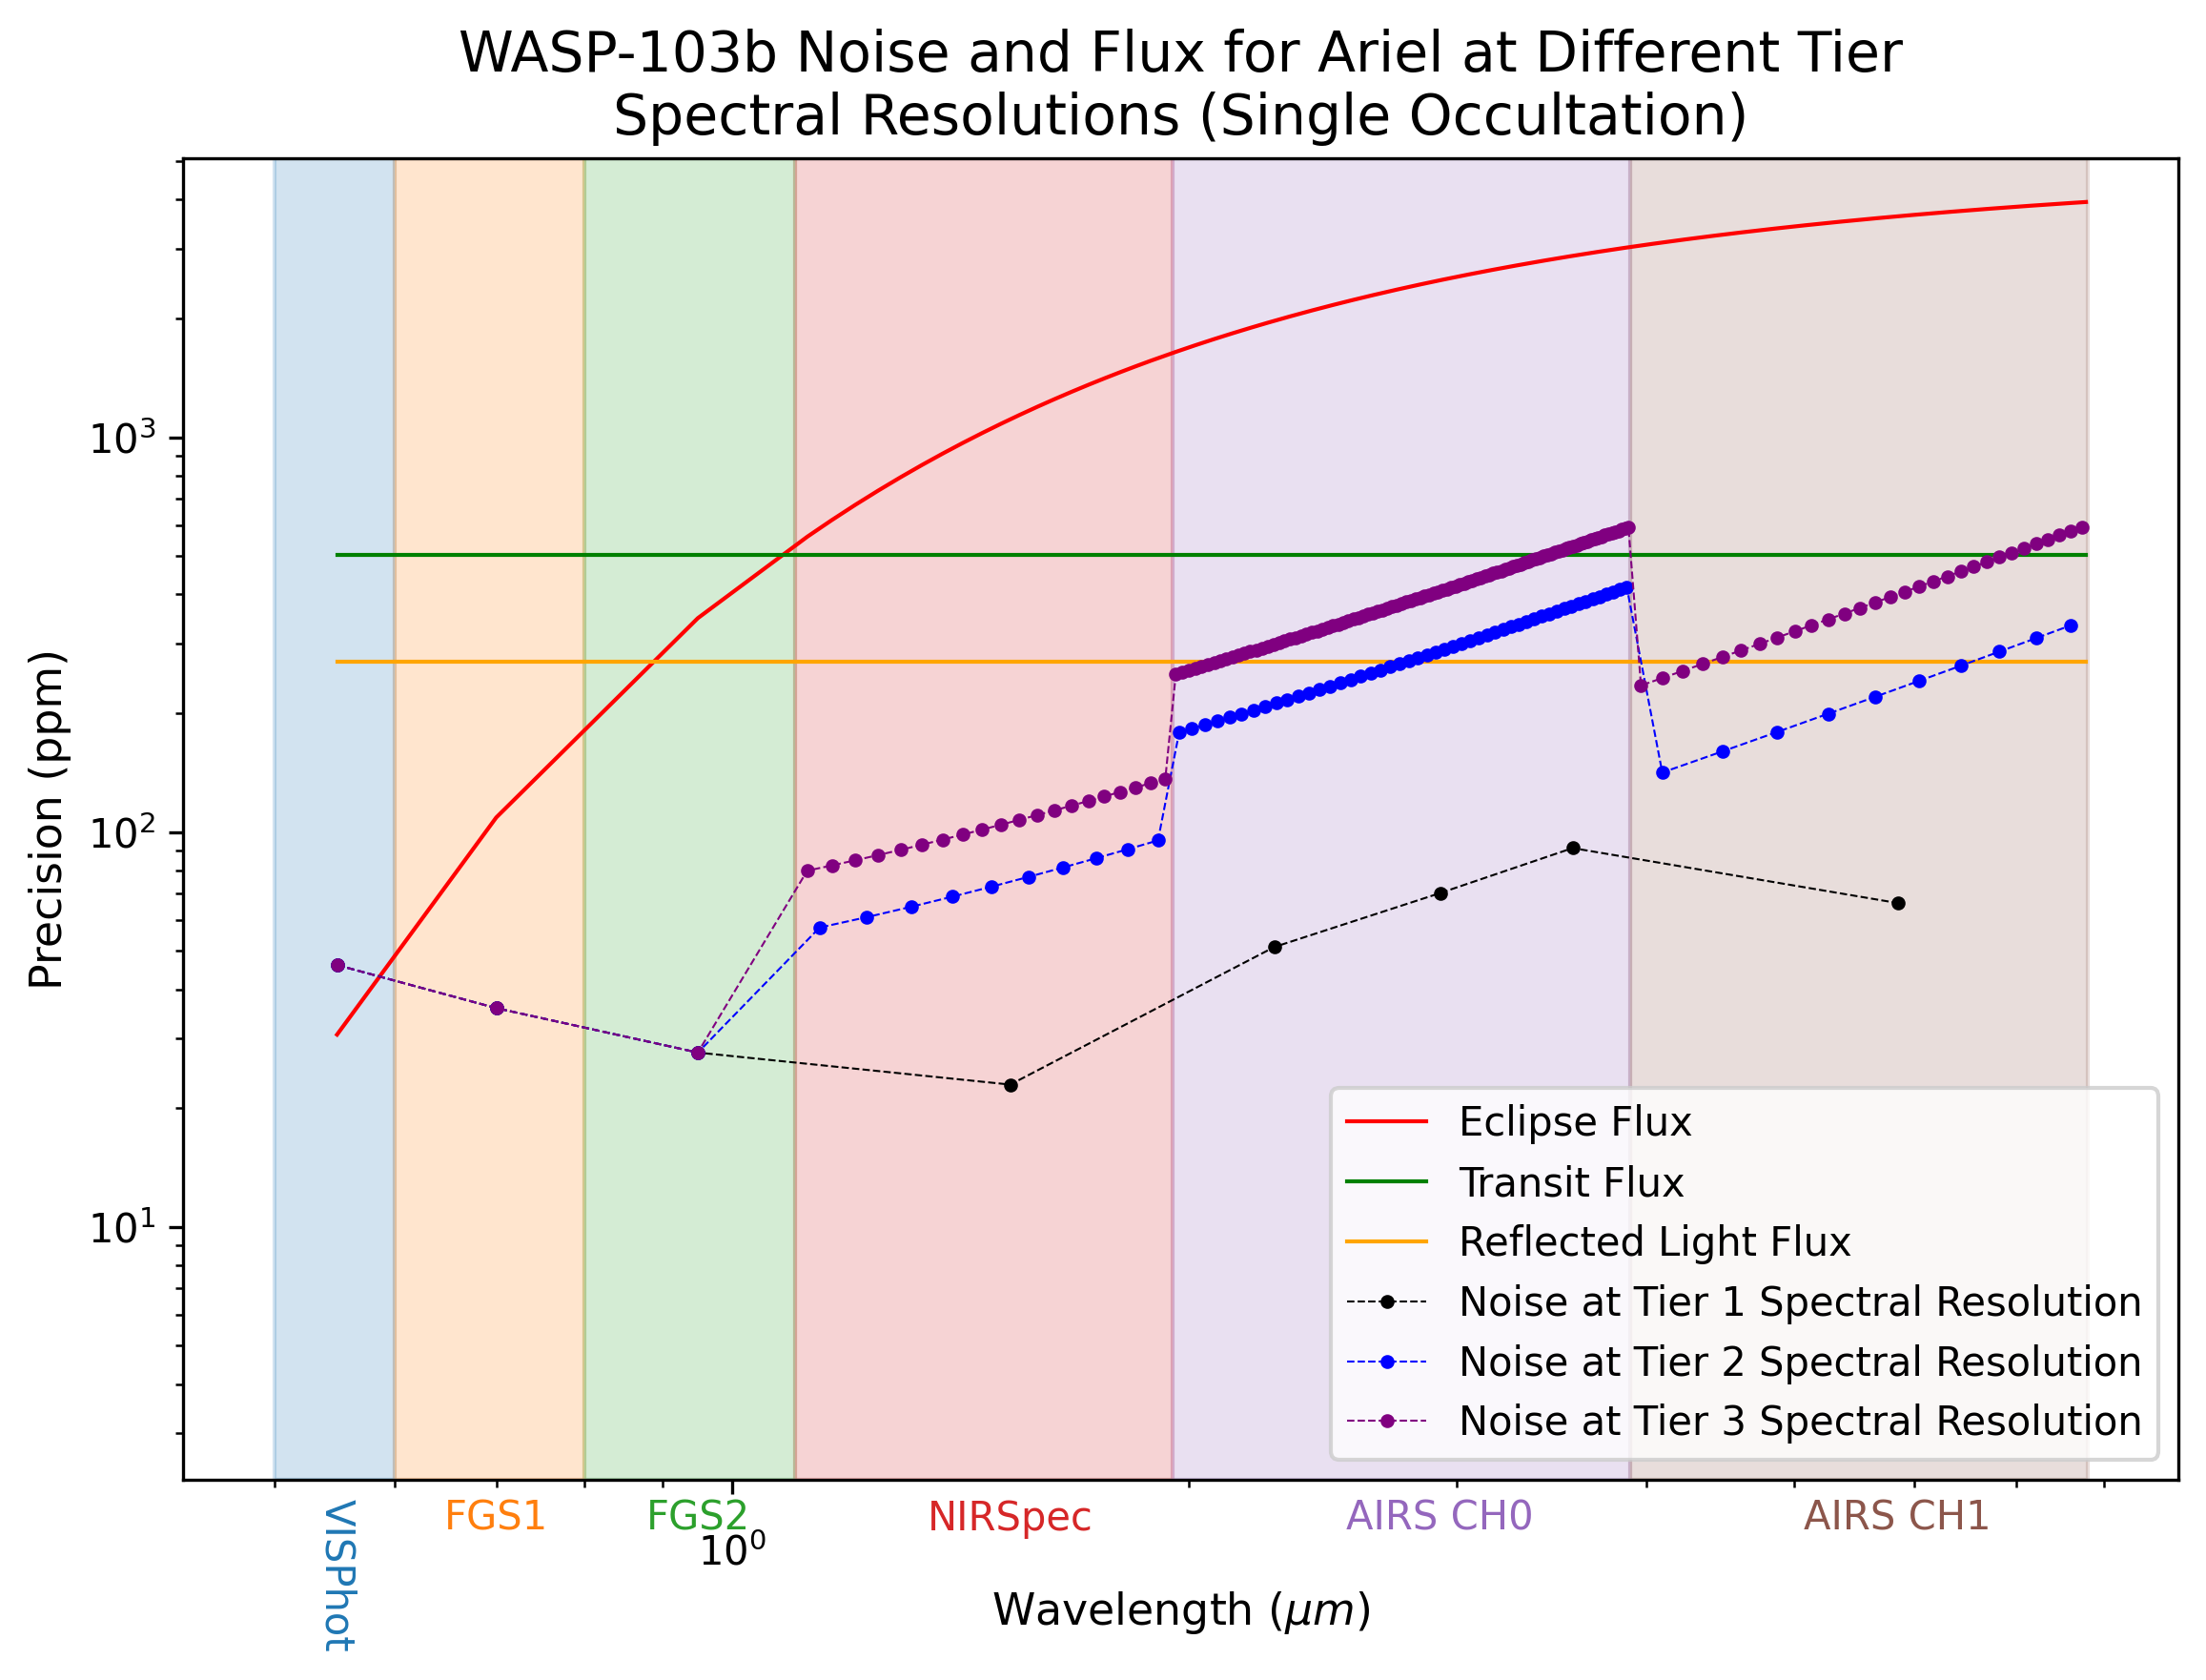 WASP-103b Noise and Flux for Ariel at Different Tier
Spectral Resolutions (Single Occultation)
Precision (ppm)
10³
10²
10¹
Eclipse Flux
Transit Flux
Reflected Light Flux
Noise at Tier 1 Spectral Resolution
Noise at Tier 2 Spectral Resolution
Noise at Tier 3 Spectral Resolution
VISPhot
FGS1
FGS2
NIRSpec
AIRS CH0
AIRS CH1
10⁰
Wavelength (μm)